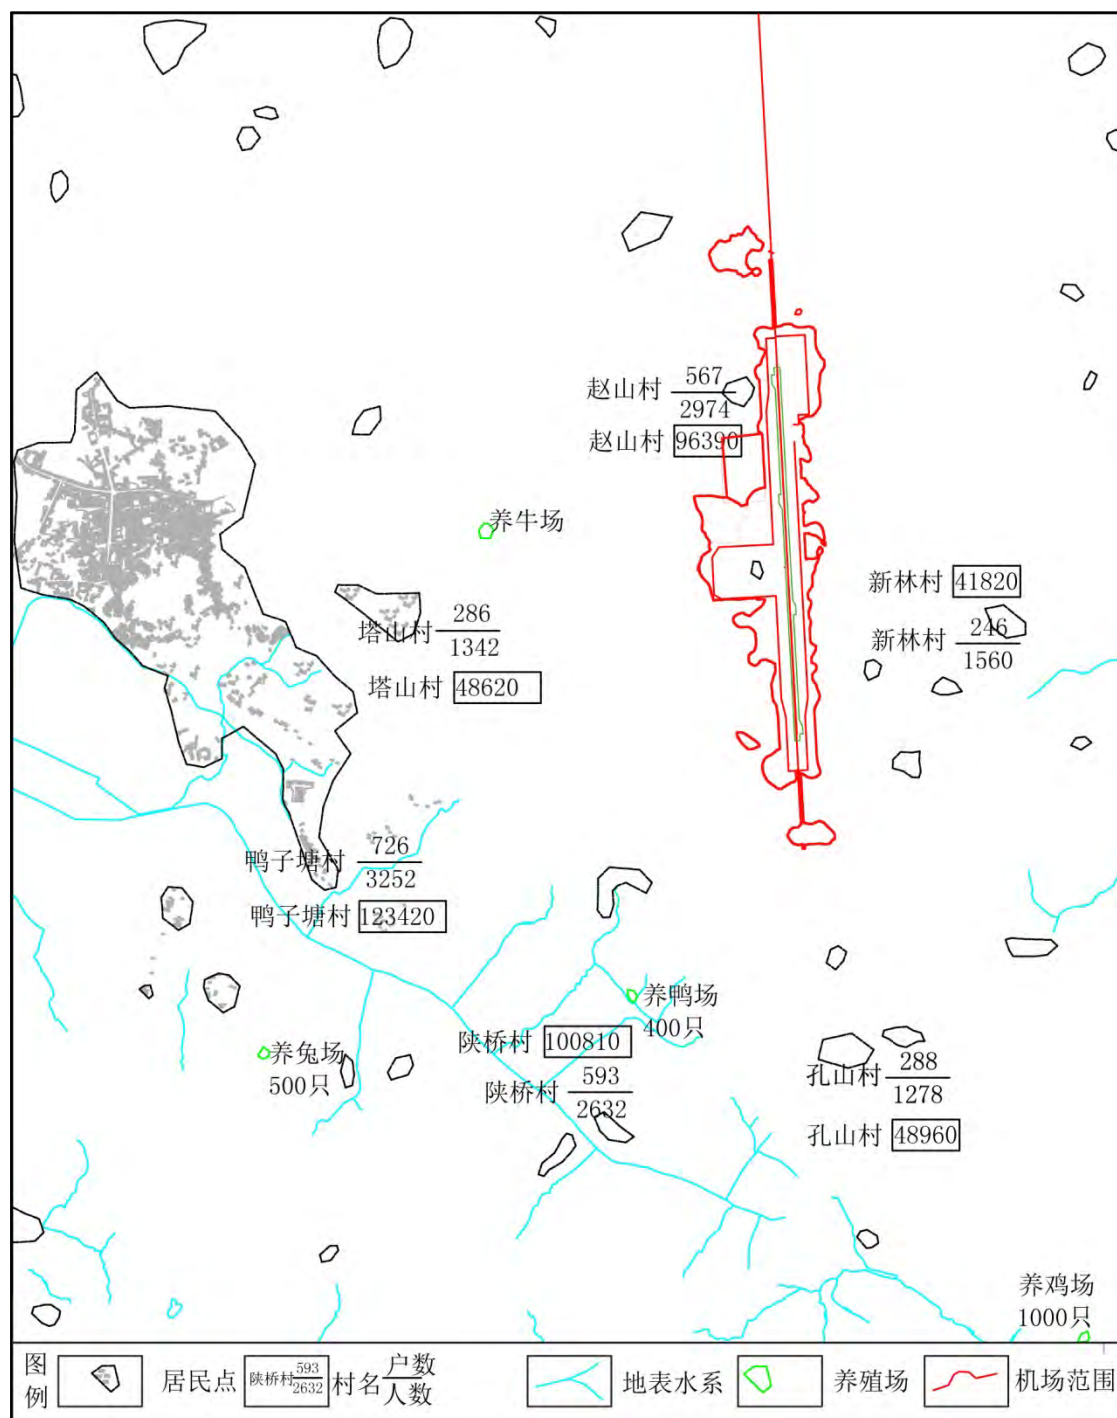 赵山村 567
2974
赵山村 96390
养牛场
新林村 41820
塔山村 286
1342
新林村 246
1560
塔山村 48620
鸭子塘村 726
3252
鸭子塘村 123420
养鸭场
400只
陕桥村 100810
养兔场
500只
陕桥村 593
2632
孔山村 288
1278
孔山村 48960
养鸡场
1000只
图例
居民点
陕桥村 593
2632
村名 户数
人数
地表水系
养殖场
机场范围